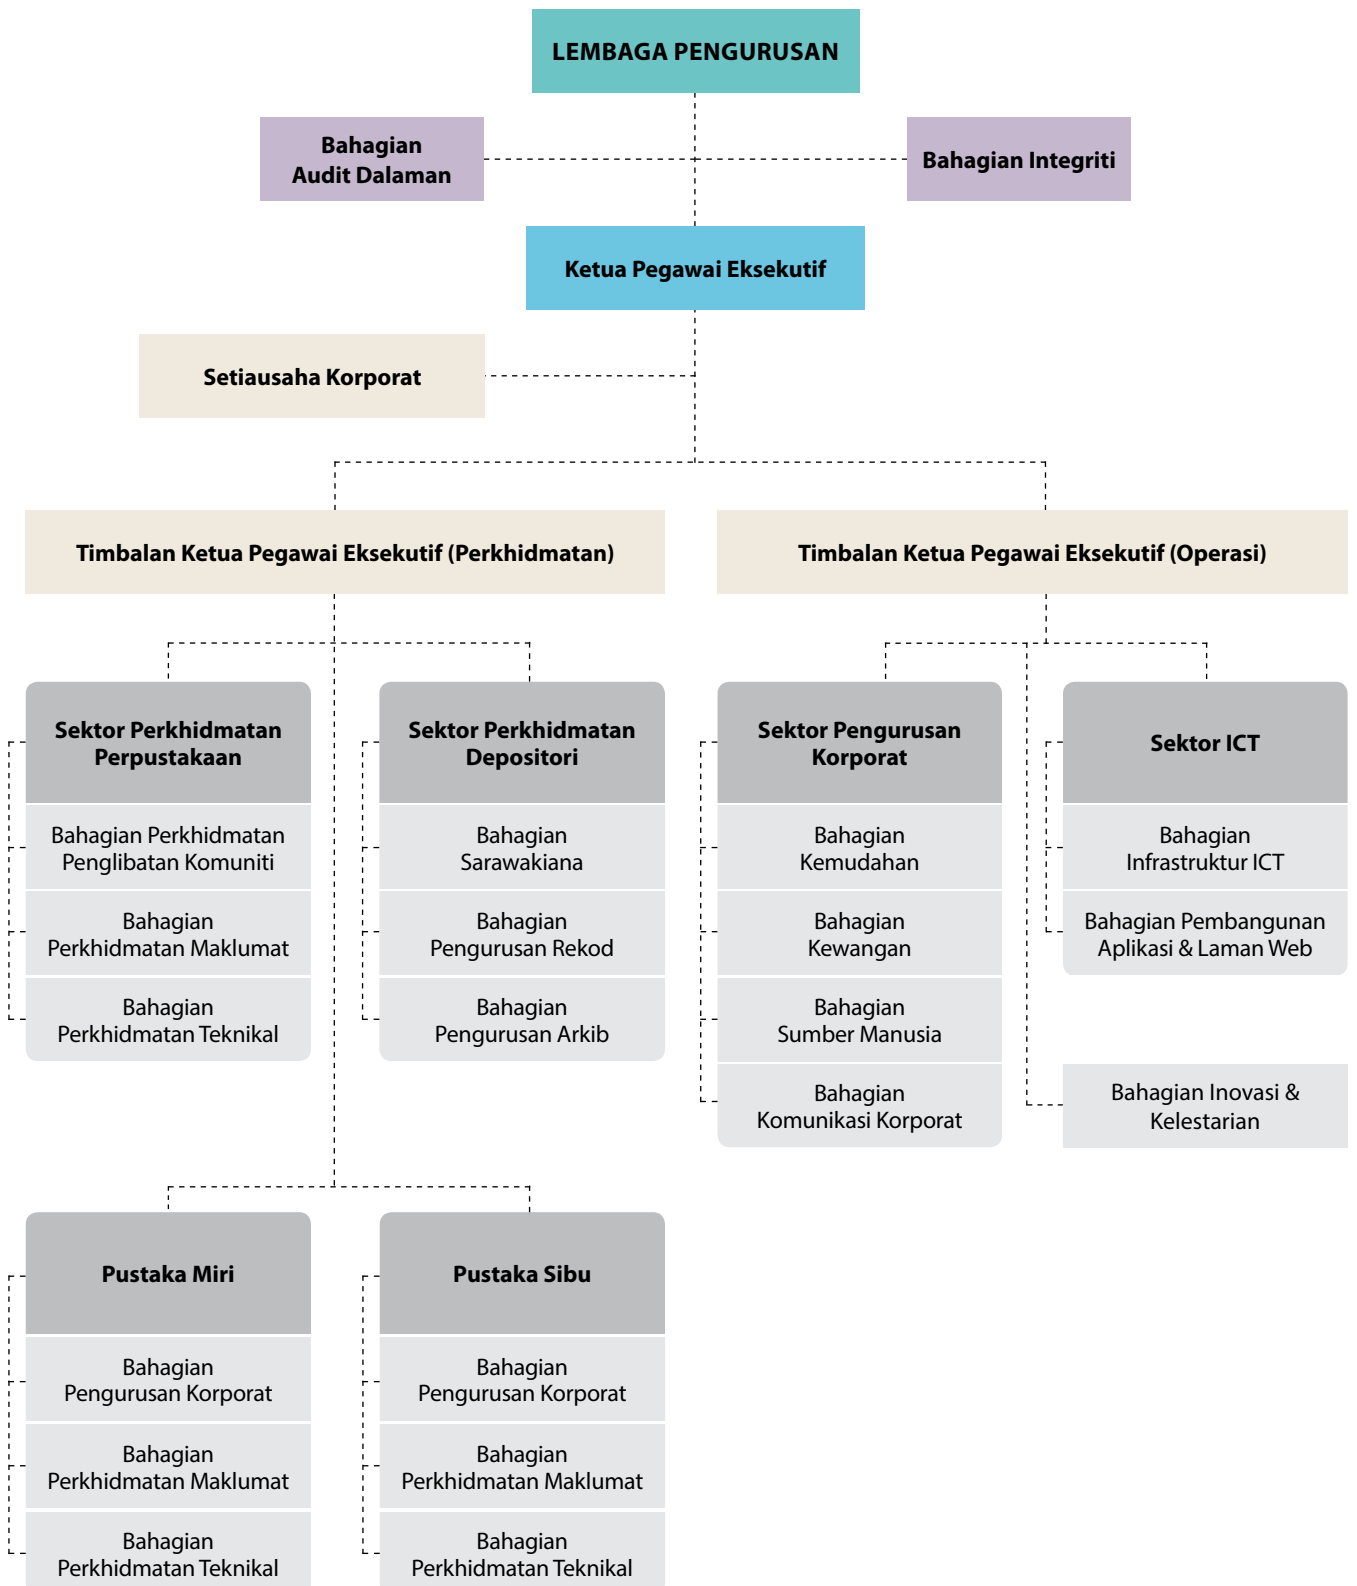 LEMBAGA PENGURUSAN
Bahagian
Audit Dalaman
Bahagian Integriti
Ketua Pegawai Eksekutif
Setiausaha Korporat
Timbalan Ketua Pegawai Eksekutif (Perkhidmatan)
Timbalan Ketua Pegawai Eksekutif (Operasi)
Sektor Perkhidmatan
Perpustakaan
Bahagian Perkhidmatan
Penglibatan Komuniti
Bahagian
Perkhidmatan Maklumat
Bahagian
Perkhidmatan Teknikal
Sektor Perkhidmatan
Depositori
Bahagian
Sarawakiana
Bahagian
Pengurusan Rekod
Bahagian
Pengurusan Arkib
Sektor Pengurusan
Korporat
Bahagian
Kemudahan
Bahagian
Kewangan
Bahagian
Sumber Manusia
Bahagian
Komunikasi Korporat
Sektor ICT
Bahagian
Infrastruktur ICT
Bahagian Pembangunan
Aplikasi & Laman Web
Bahagian Inovasi &
Kelestarian
Pustaka Miri
Bahagian
Pengurusan Korporat
Bahagian
Perkhidmatan Maklumat
Bahagian
Perkhidmatan Teknikal
Pustaka Sibu
Bahagian
Pengurusan Korporat
Bahagian
Perkhidmatan Maklumat
Bahagian
Perkhidmatan Teknikal